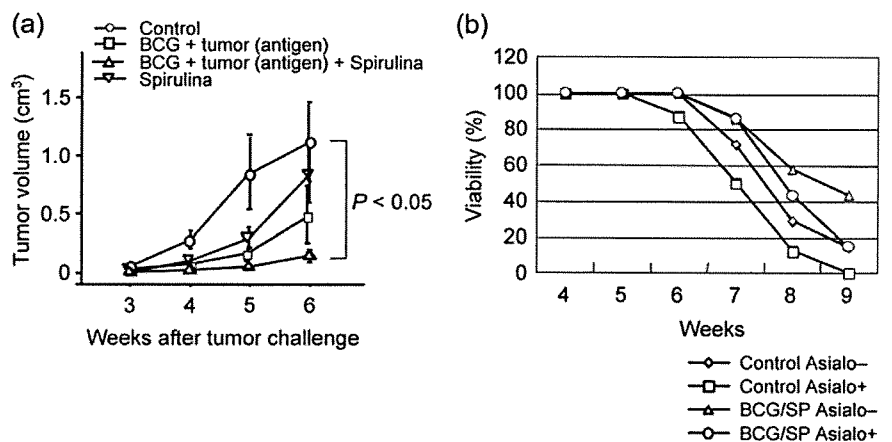 (a)
Control
BCG + tumor (antigen)
BCG + tumor (antigen) + Spirulina
Spirulina
Tumor volume (cm³)
1.5
1.0
0.5
0
P < 0.05
3 4 5 6
Weeks after tumor challenge
(b)
Viability (%)
120
100
80
60
40
20
0
4 5 6 7 8 9
Weeks
Control Asialo–
Control Asialo+
BCG/SP Asialo–
BCG/SP Asialo+